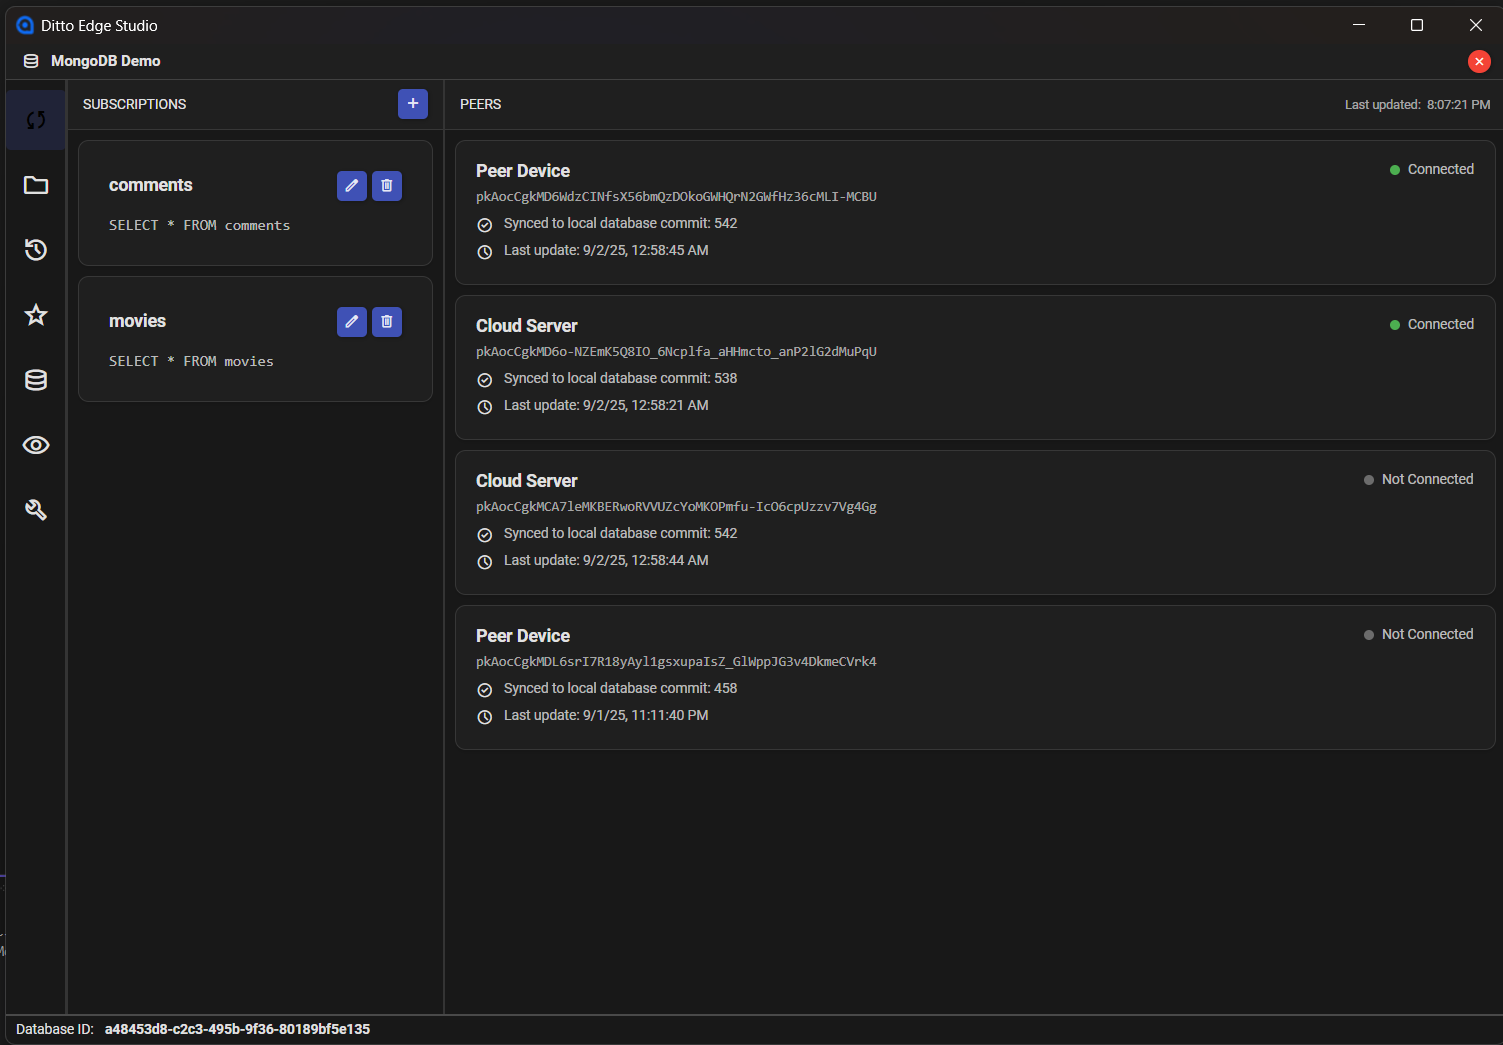 Ditto Edge Studio
MongoDB Demo
SUBSCRIPTIONS
comments
SELECT * FROM comments
movies
SELECT * FROM movies
PEERS
Last updated: 8:07:21 PM
Peer Device
Connected
pkAocCgkMD6WdzCINfsX56bmQzDOkoGWHQrN2GWfHz36cMLI-MCBU
Synced to local database commit: 542
Last update: 9/2/25, 12:58:45 AM
Cloud Server
Connected
pkAocCgkMD6o-NZEmK5Q8IO_6Ncplfa_aHHmcto_anP2lG2dMuPqU
Synced to local database commit: 538
Last update: 9/2/25, 12:58:21 AM
Cloud Server
Not Connected
pkAocCgkMCA7leMKBERwoRVVUZcYoMKOPmfu-IcO6cpUzzv7Vg4Gg
Synced to local database commit: 542
Last update: 9/2/25, 12:58:44 AM
Peer Device
Not Connected
pkAocCgkMDL6srI7R18yAyl1gsxupaIsZ_GlWppJG3v4DkmeCVrk4
Synced to local database commit: 458
Last update: 9/1/25, 11:11:40 PM
Database ID: a48453d8-c2c3-495b-9f36-80189bf5e135